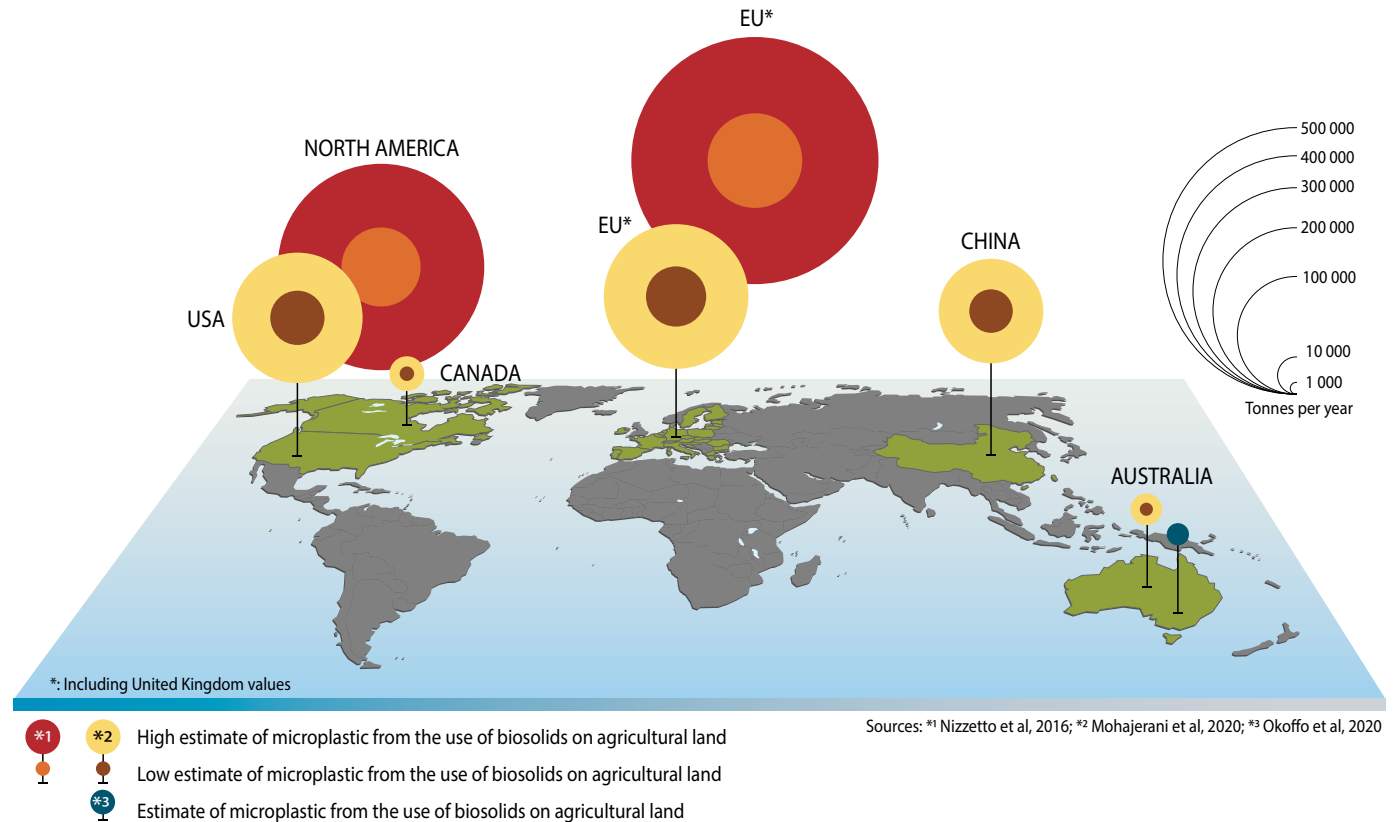 EU*
NORTH AMERICA
EU*
CHINA
USA
CANADA
AUSTRALIA
500 000
400 000
300 000
200 000
100 000
10 000
1 000
Tonnes per year
*: Including United Kingdom values
Sources: *1 Nizzetto et al, 2016; *2 Mohajerani et al, 2020; *3 Okoffo et al, 2020
*1 *2 High estimate of microplastic from the use of biosolids on agricultural land
Low estimate of microplastic from the use of biosolids on agricultural land
*3 Estimate of microplastic from the use of biosolids on agricultural land